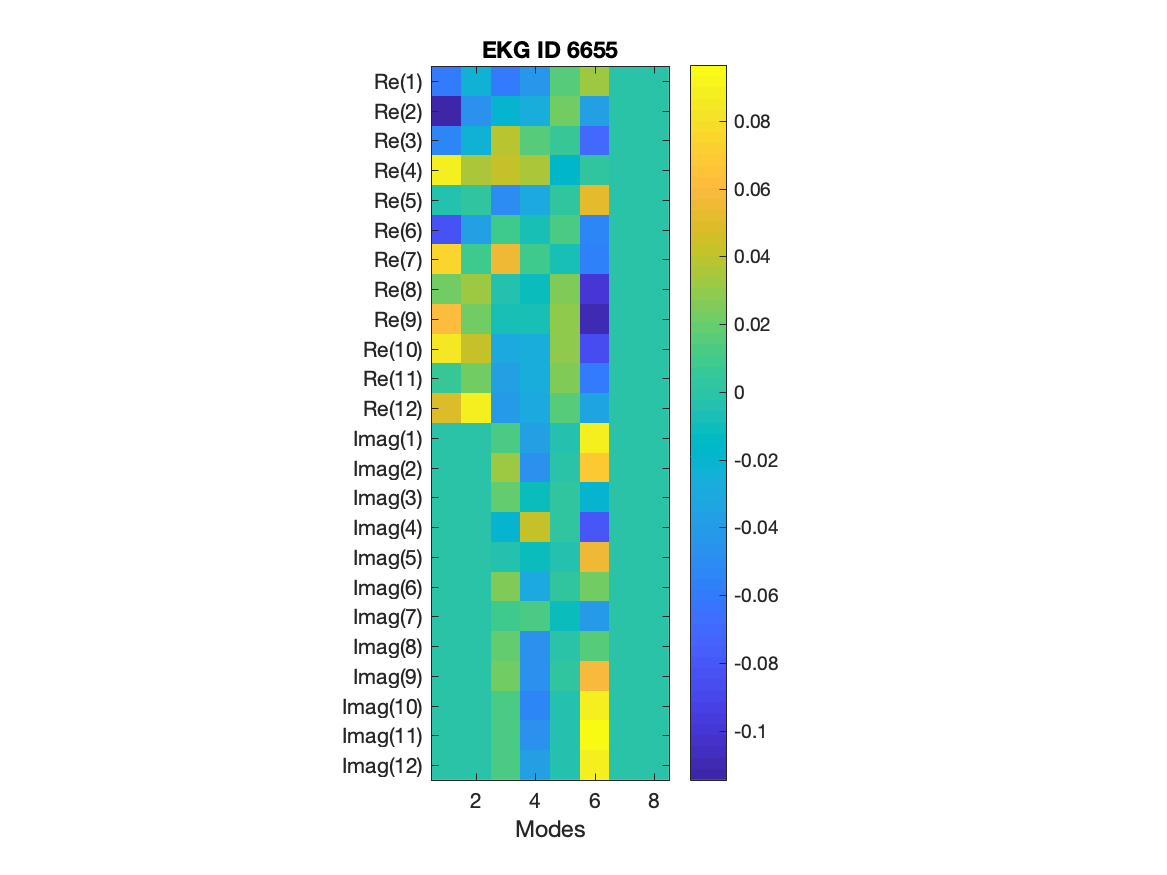 EKG ID 6655
Re(1)
Re(2)
Re(3)
Re(4)
Re(5)
Re(6)
Re(7)
Re(8)
Re(9)
Re(10)
Re(11)
Re(12)
Imag(1)
Imag(2)
Imag(3)
Imag(4)
Imag(5)
Imag(6)
Imag(7)
Imag(8)
Imag(9)
Imag(10)
Imag(11)
Imag(12)
2 4 6 8
Modes
0.08
0.06
0.04
0.02
0
-0.02
-0.04
-0.06
-0.08
-0.1